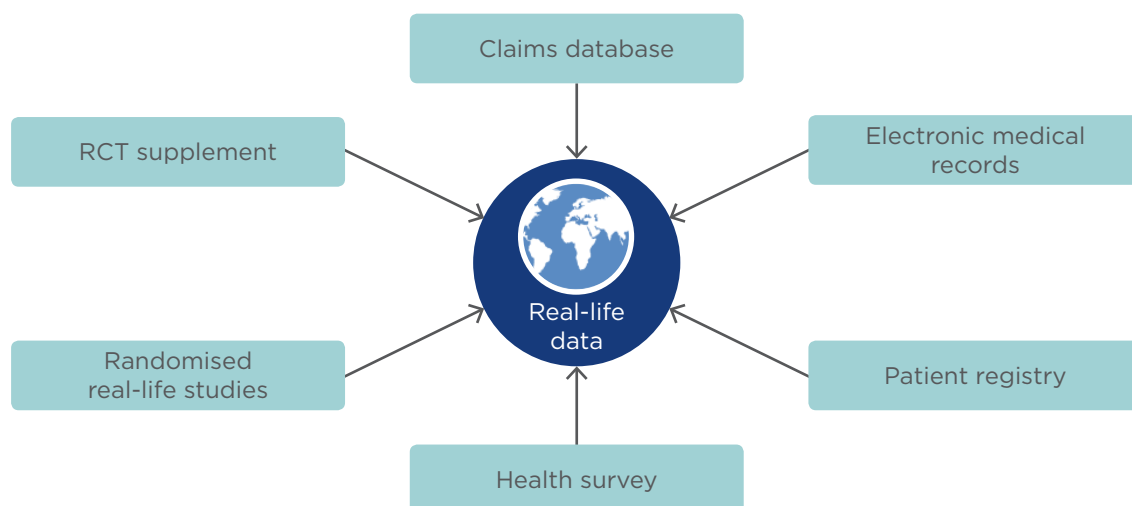 Claims database
RCT supplement
Electronic medical
records
Real-life
data
Randomised
real-life studies
Patient registry
Health survey